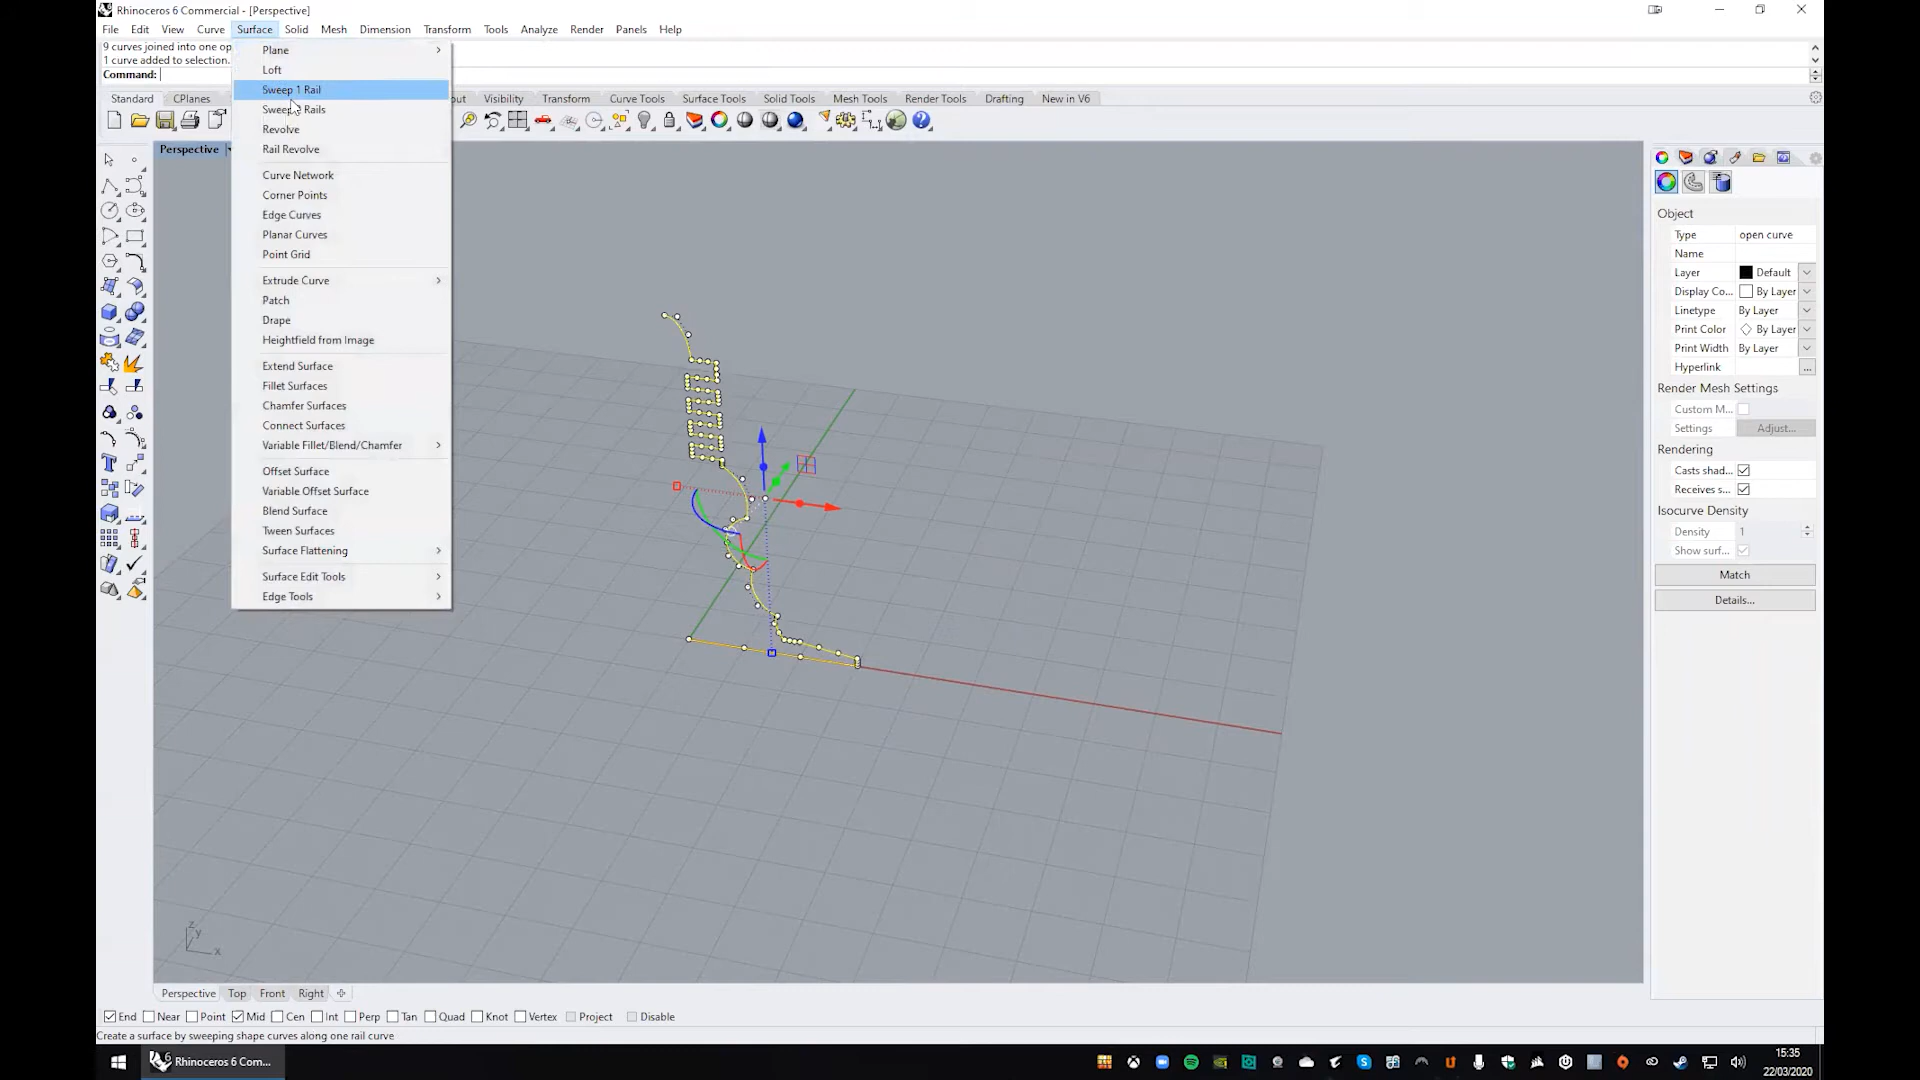 Rhinoceros 6 Commercial - [Perspective]
File Edit View Curve Surface Solid Mesh Dimension Transform Tools Analyze Render Panels Help
9 curves joined into one op
1 curve added to selection.
Command:
Standard CPlanes Visibility Transform Curve Tools Surface Tools Solid Tools Mesh Tools Render Tools Drafting New in V6
Perspective
Plane
Loft
Sweep 1 Rail
Sweep 2 Rails
Revolve
Rail Revolve
Curve Network
Corner Points
Edge Curves
Planar Curves
Point Grid
Extrude Curve
Patch
Drape
Heightfield from Image
Extend Surface
Fillet Surfaces
Chamfer Surfaces
Connect Surfaces
Variable Fillet/Blend/Chamfer
Offset Surface
Variable Offset Surface
Blend Surface
Tween Surfaces
Surface Flattening
Surface Edit Tools
Edge Tools
Object
Type open curve
Name
Layer Default
Display Co... By Layer
Linetype By Layer
Print Color By Layer
Print Width By Layer
Hyperlink ...
Render Mesh Settings
Custom M...
Settings Adjust...
Rendering
Casts shad...
Receives s...
Isocurve Density
Density 1
Show surf...
Match
Details...
z
y
x
Perspective Top Front Right
End Near Point Mid Cen Int Perp Tan Quad Knot Vertex Project Disable
Create a surface by sweeping shape curves along one rail curve
Rhinoceros 6 Com...
15:35
22/03/2020